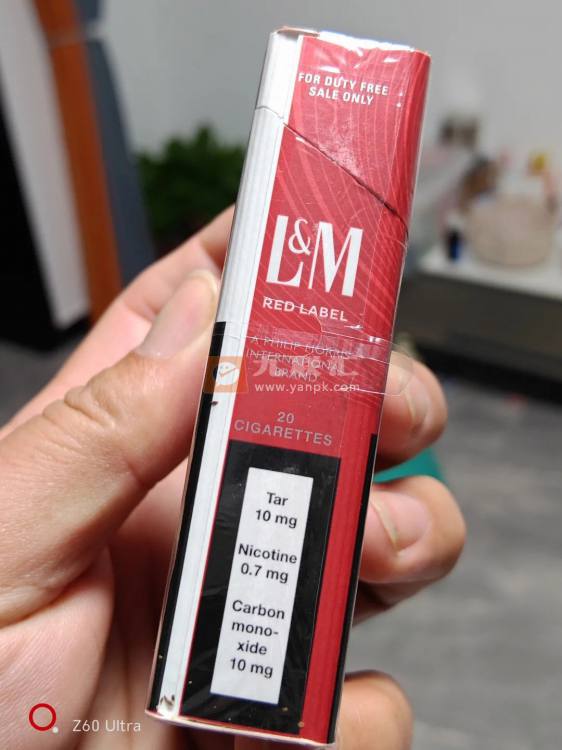 FOR DUTY FREE
SALE ONLY
L&M
RED LABEL
A PHILIP MORRIS
INTERNATIONAL
BRAND
www.yanpk.com
20
CIGARETTES
Tar
10 mg
Nicotine
0.7 mg
Carbon
mono-
xide
10 mg
Z60 Ultra